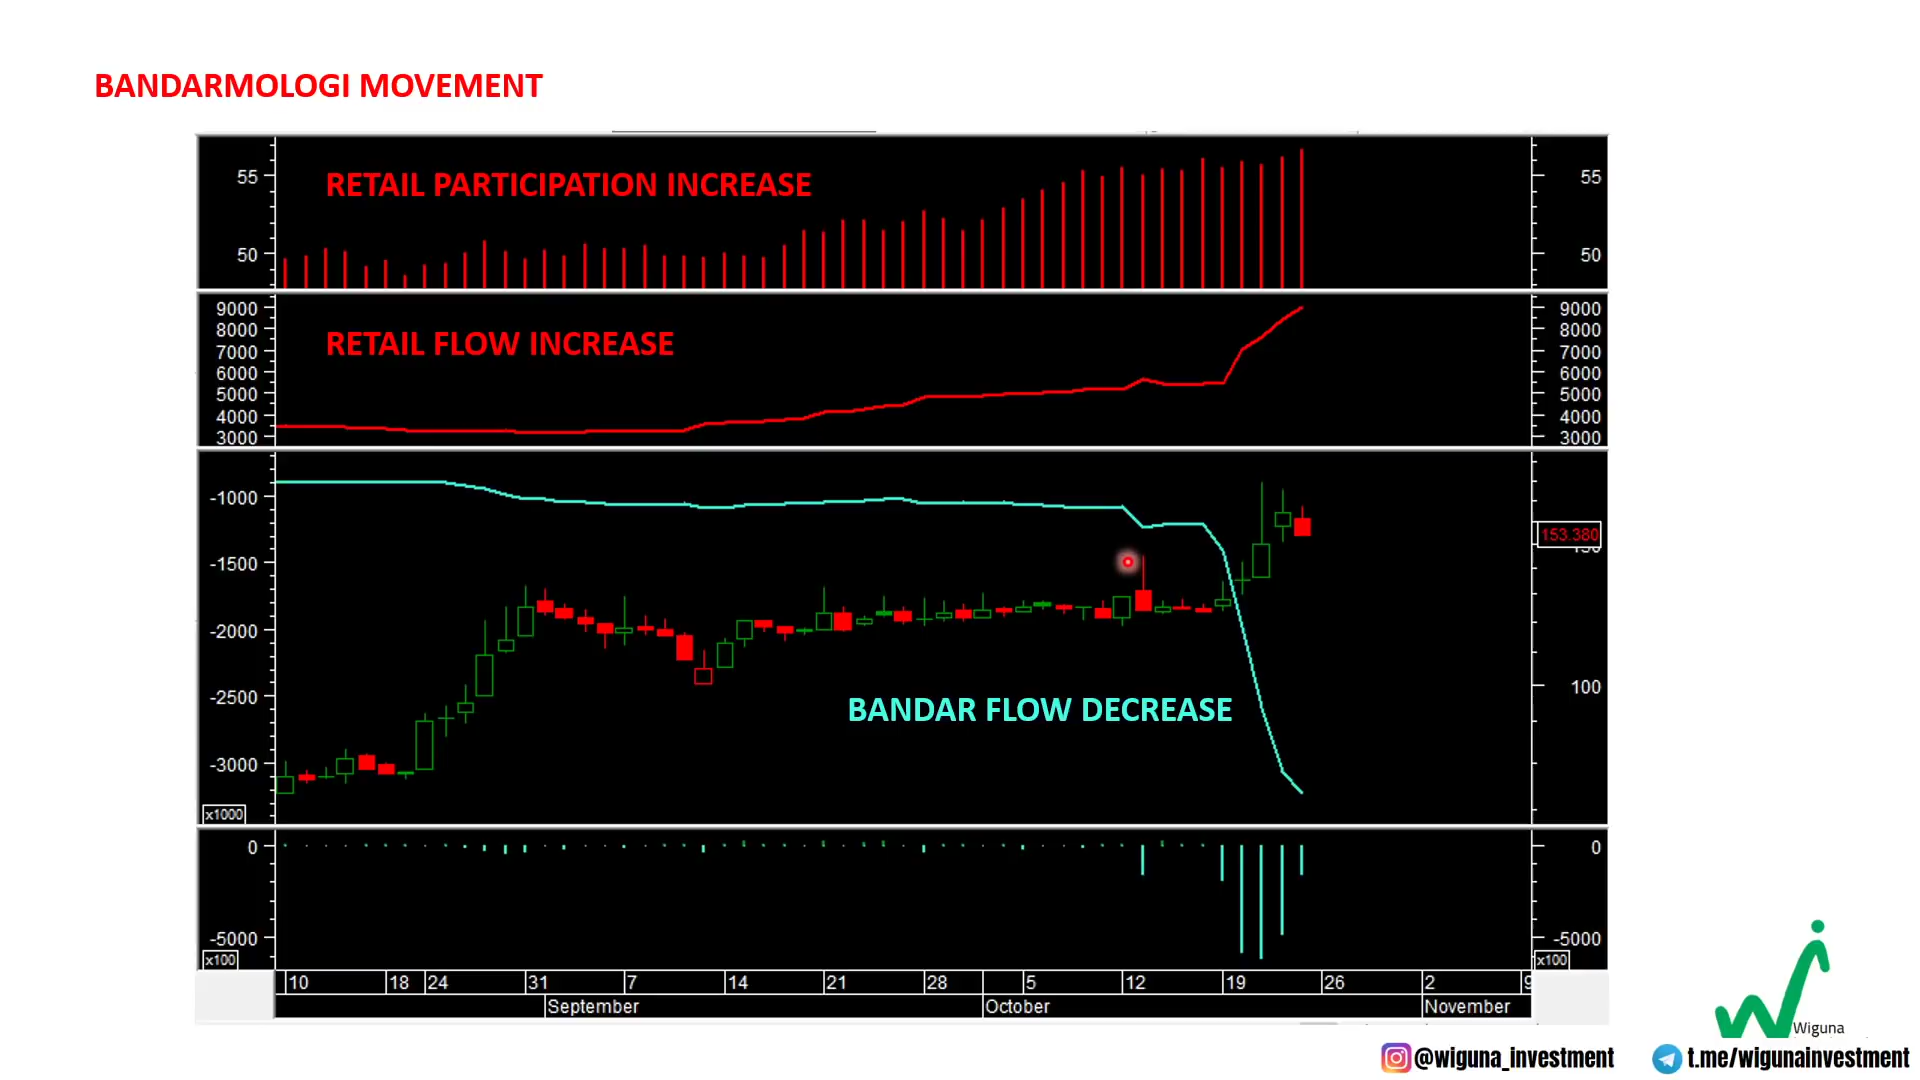 BANDARMOLOGI MOVEMENT
RETAIL PARTICIPATION INCREASE
55 55
50 50
RETAIL FLOW INCREASE
9000 9000
8000 8000
7000 7000
6000 6000
5000 5000
4000 4000
3000 3000
-1000
-1500 153.380
-2000
-2500 100
BANDAR FLOW DECREASE
-3000
x1000
0 0
-5000 -5000
x100 x100
10 18 24 31 7 14 21 28 5 12 19 26 2 9
September October November
Wiguna
@wiguna_investment t.me/wigunainvestment